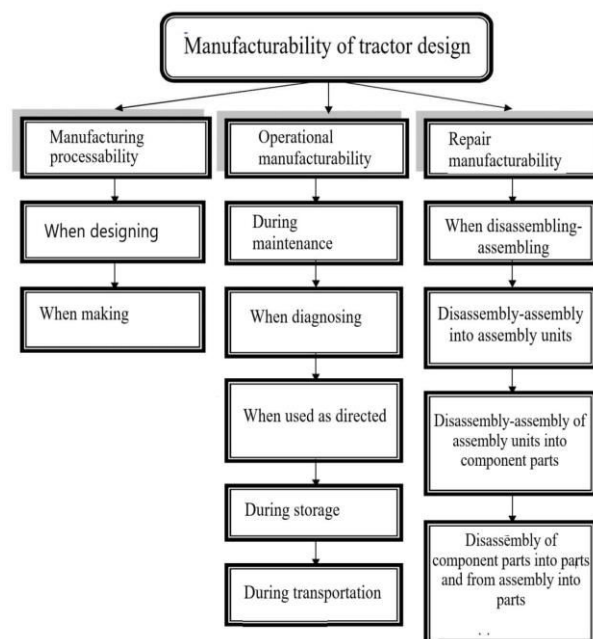 Manufacturability of tractor design
Manufacturing
processability
When designing
When making
Operational
manufacturability
During
maintenance
When diagnosing
When used as directed
During storage
During transportation
Repair
manufacturability
When disassembling-
assembling
Disassembly-assembly
into assembly units
Disassembly-assembly of
assembly units into
component parts
Disassembly of
component parts into parts
and from assembly into
parts